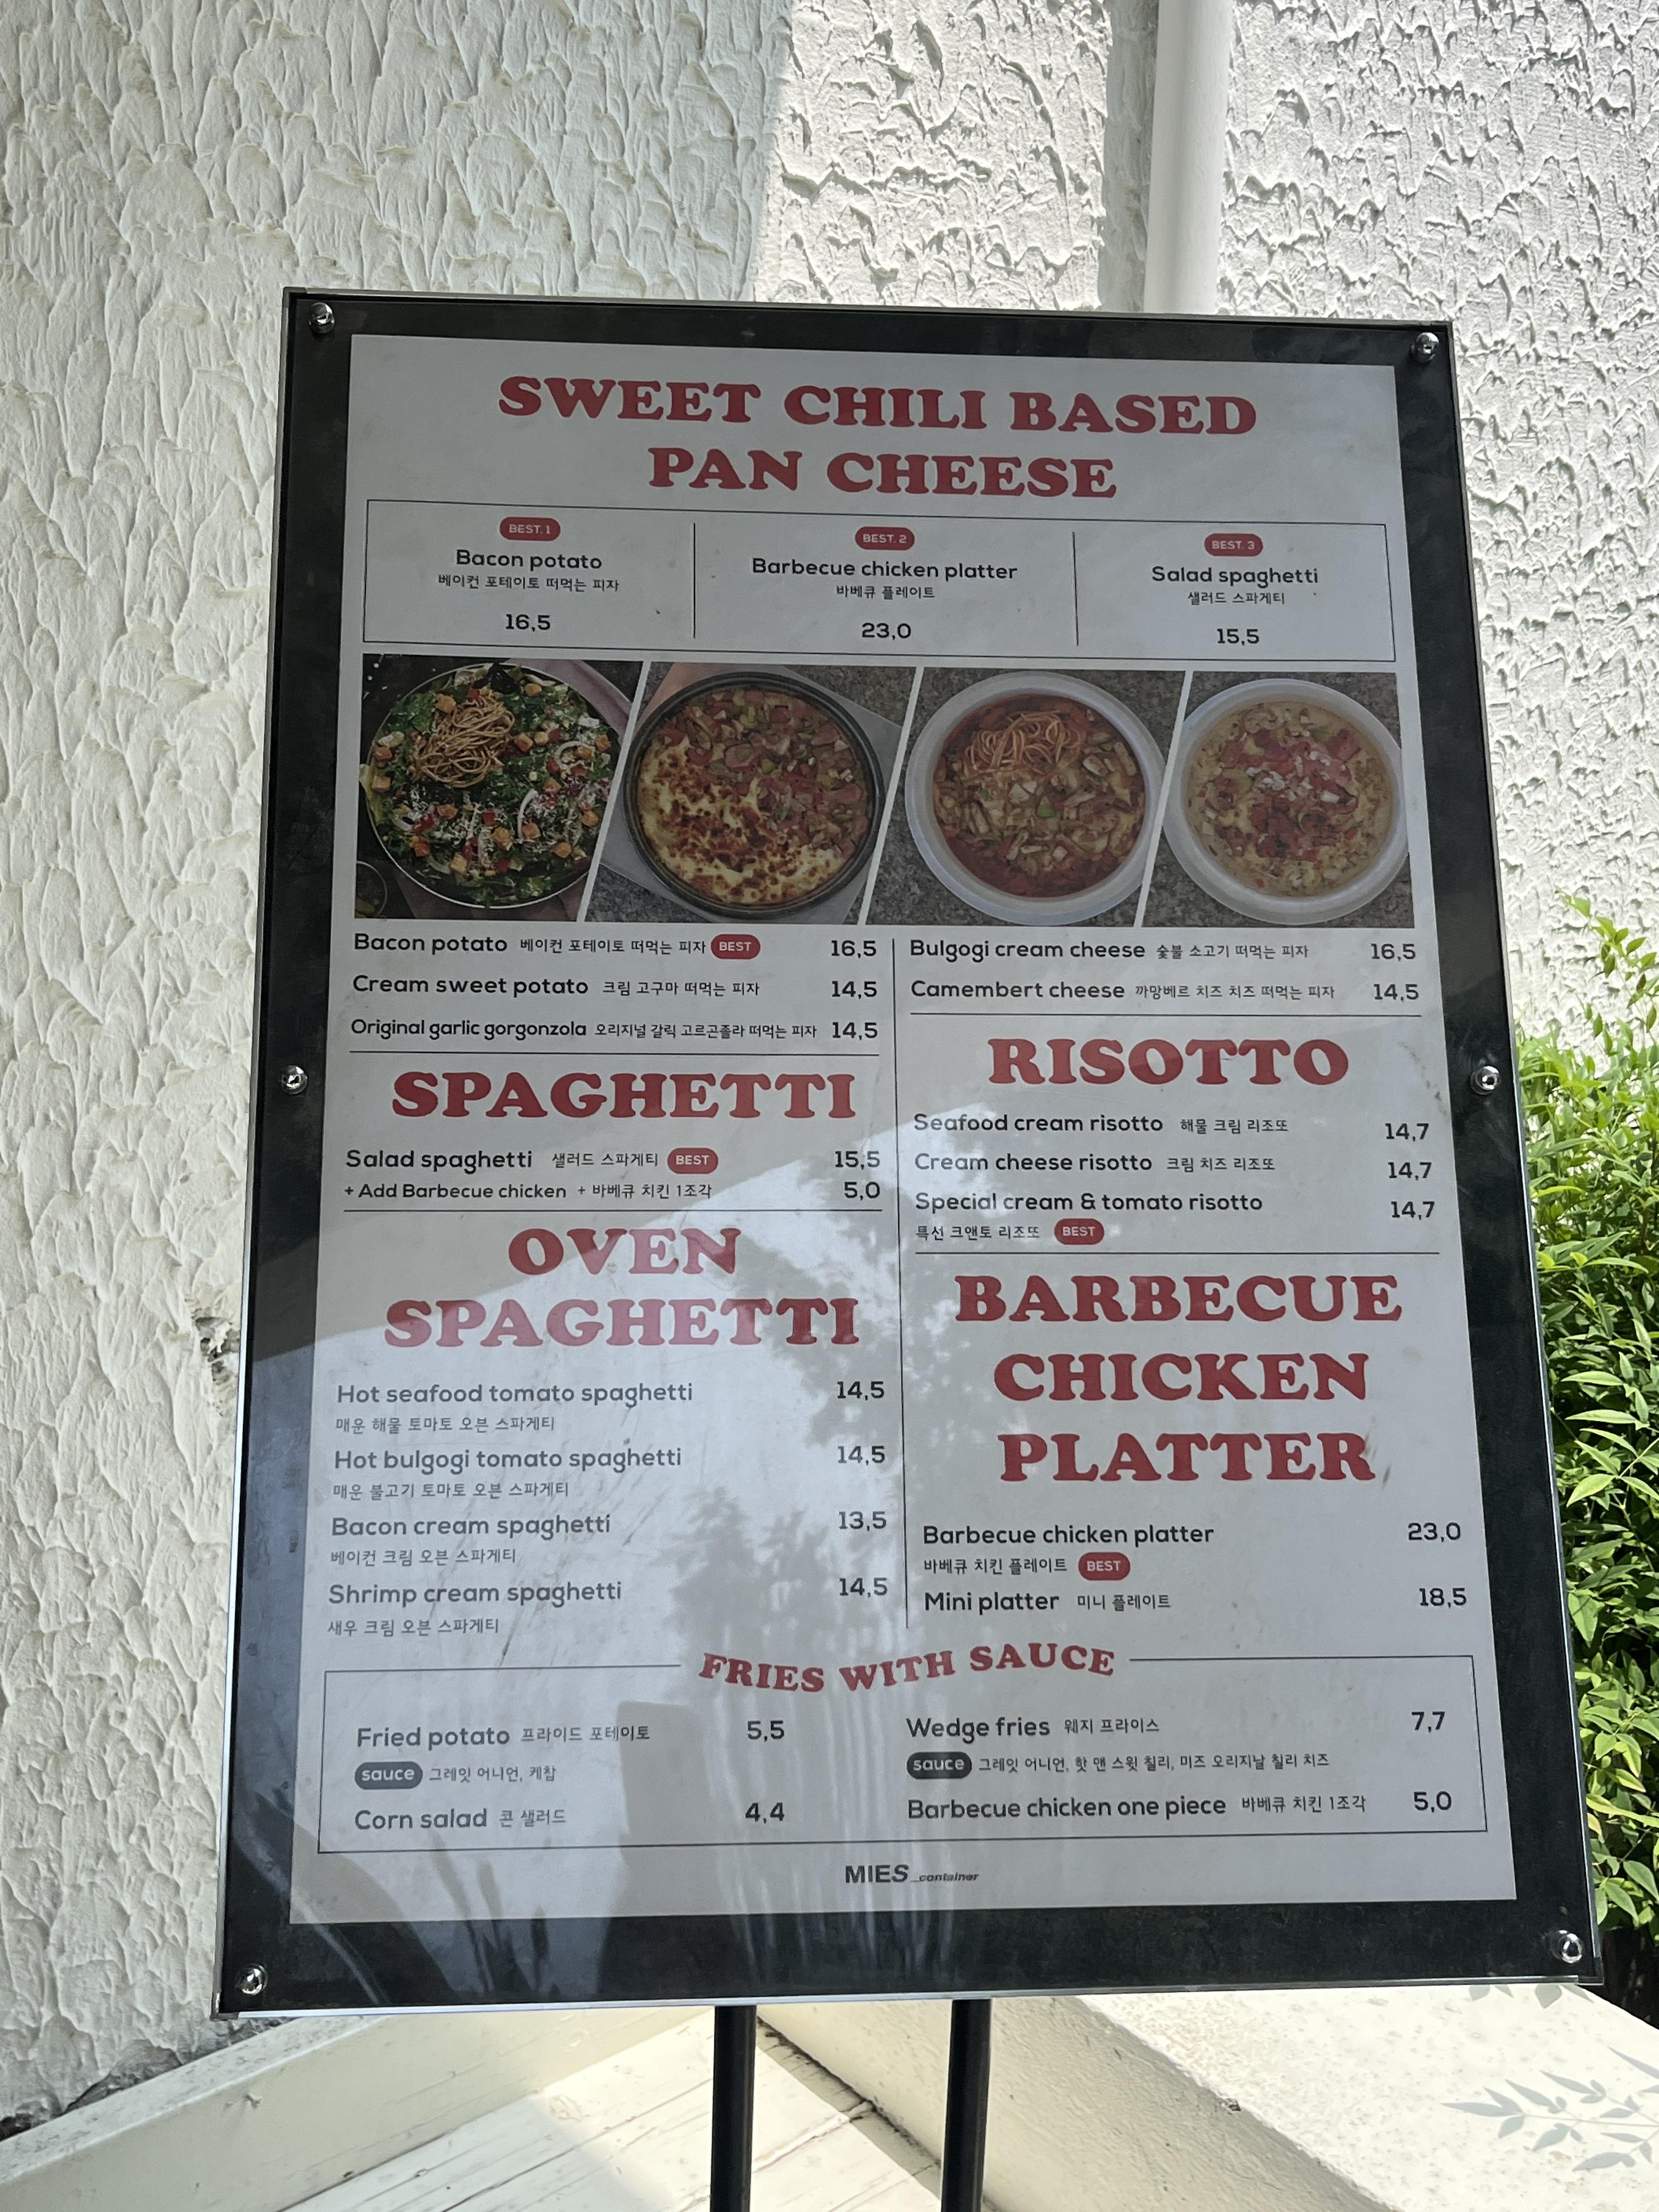 SWEET CHILI BASED
PAN CHEESE
BEST. 1
Bacon potato
베이컨 포테이토 떠먹는 피자
16,5
BEST. 2
Barbecue chicken platter
바베큐 플레이트
23,0
BEST. 3
Salad spaghetti
샐러드 스파게티
15,5
Bacon potato 베이컨 포테이토 떠먹는 피자 BEST 16,5
Cream sweet potato 크림 고구마 떠먹는 피자 14,5
Original garlic gorgonzola 오리지널 갈릭 고르곤졸라 떠먹는 피자 14,5
SPAGHETTI
Salad spaghetti 샐러드 스파게티 BEST 15,5
+ Add Barbecue chicken + 바베큐 치킨 1조각 5,0
OVEN
SPAGHETTI
Hot seafood tomato spaghetti 14,5
매운 해물 토마토 오븐 스파게티
Hot bulgogi tomato spaghetti 14,5
매운 불고기 토마토 오븐 스파게티
Bacon cream spaghetti 13,5
베이컨 크림 오븐 스파게티
Shrimp cream spaghetti 14,5
새우 크림 오븐 스파게티
Bulgogi cream cheese 숯불 소고기 떠먹는 피자 16,5
Camembert cheese 까망베르 치즈 치즈 떠먹는 피자 14,5
RISOTTO
Seafood cream risotto 해물 크림 리조또 14,7
Cream cheese risotto 크림 치즈 리조또 14,7
Special cream & tomato risotto 14,7
특선 크앤토 리조또 BEST
BARBECUE
CHICKEN
PLATTER
Barbecue chicken platter 23,0
바베큐 치킨 플레이트 BEST
Mini platter 미니 플레이트 18,5
FRIES WITH SAUCE
Fried potato 프라이드 포테이토 5,5
sauce 그레잇 어니언, 케찹
Corn salad 콘 샐러드 4,4
Wedge fries 웨지 프라이스 7,7
sauce 그레잇 어니언, 핫 앤 스윗 칠리, 미즈 오리지날 칠리 치즈
Barbecue chicken one piece 바베큐 치킨 1조각 5,0
MIES_container